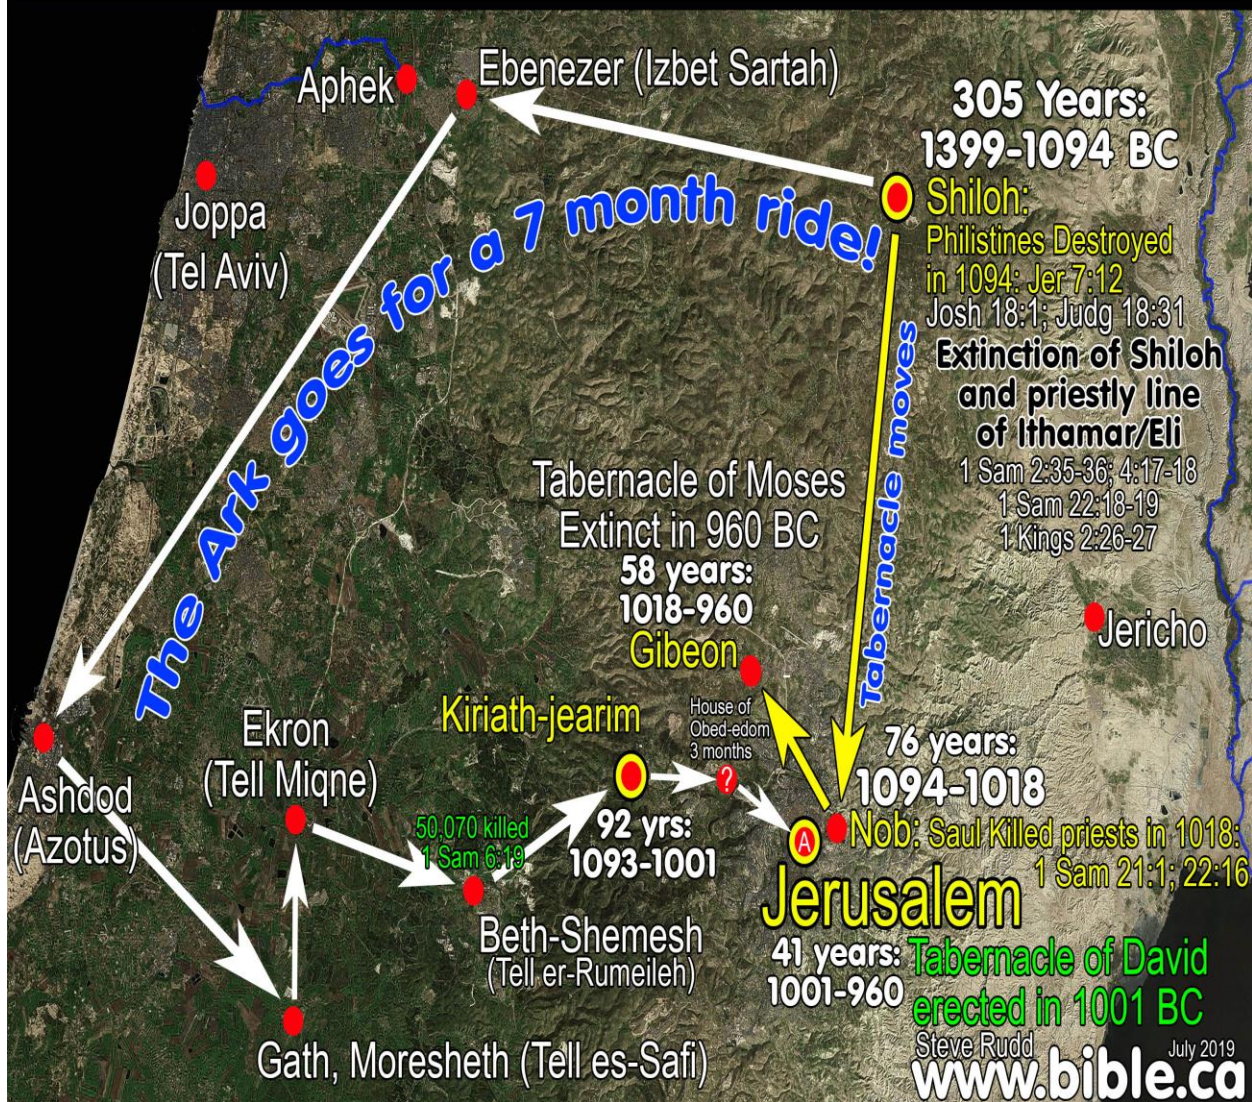 Aphek
Ebenezer (Izbet Sartah)
Joppa
(Tel Aviv)
305 Years:
1399-1094 BC
Shiloh:
Philistines Destroyed
in 1094: Jer 7:12
Josh 18:1; Judg 18:31
Extinction of Shiloh
and priestly line
of Ithamar/Eli
1 Sam 2:35-36; 4:17-18
1 Sam 22:18-19
1 Kings 2:26-27
The Ark goes for a 7 month ride!
Tabernacle moves
Tabernacle of Moses
Extinct in 960 BC
58 years:
1018-960
Gibeon
Jericho
Kiriath-jearim
House of
Obed-edom
3 months
?
92 yrs:
1093-1001
Ekron
(Tell Miqne)
Ashdod
(Azotus)
50,070 killed
1 Sam 6:19
Beth-Shemesh
(Tell er-Rumeileh)
Gath, Moresheth (Tell es-Safi)
76 years:
1094-1018
Nob: Saul Killed priests in 1018:
1 Sam 21:1; 22:16
A
Jerusalem
41 years:
1001-960
Tabernacle of David
erected in 1001 BC
Steve Rudd
July 2019
www.bible.ca